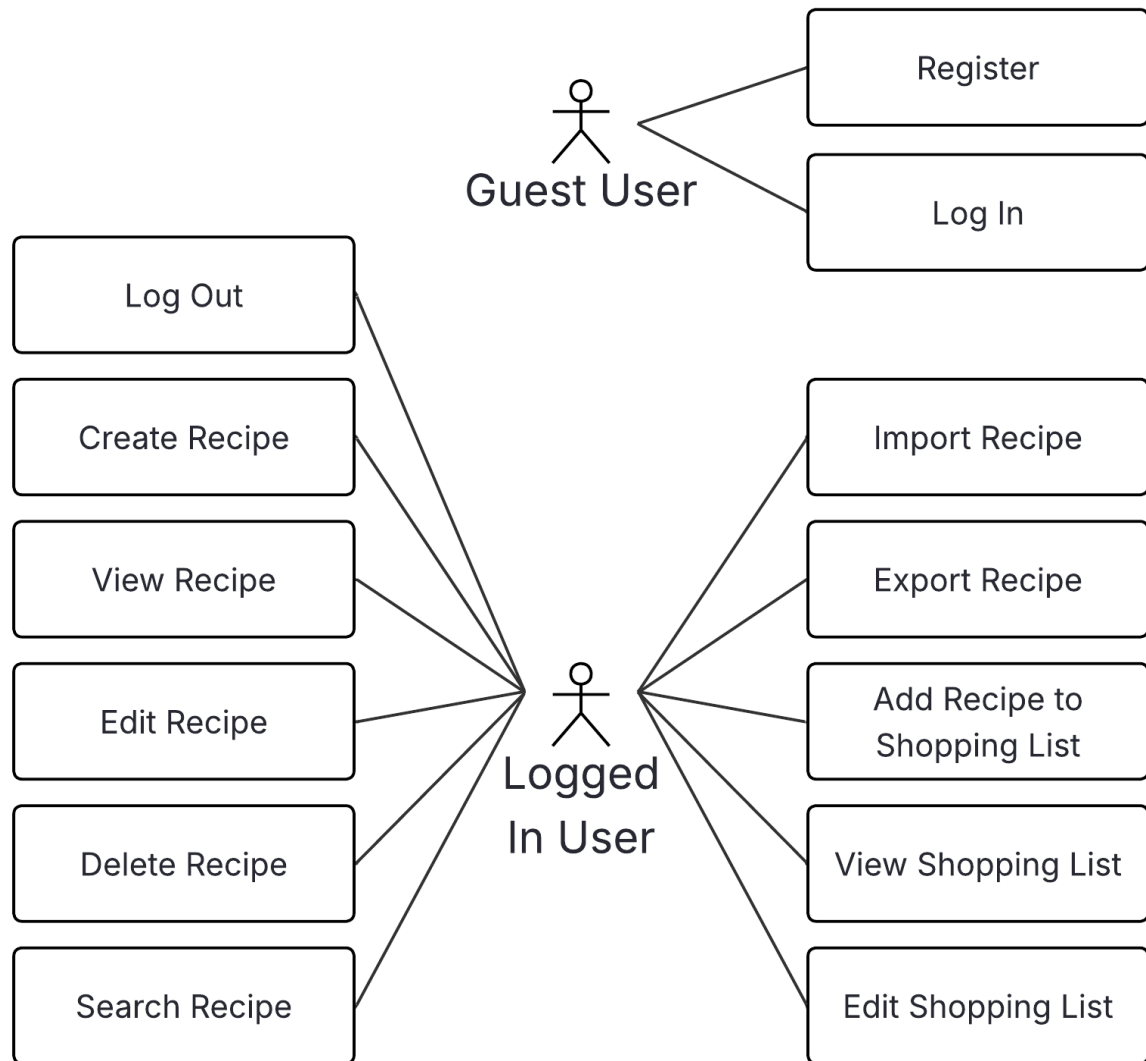 Register
Guest User
Log In
Log Out
Create Recipe
Import Recipe
View Recipe
Export Recipe
Edit Recipe
Add Recipe to
Shopping List
Logged
In User
Delete Recipe
View Shopping List
Search Recipe
Edit Shopping List